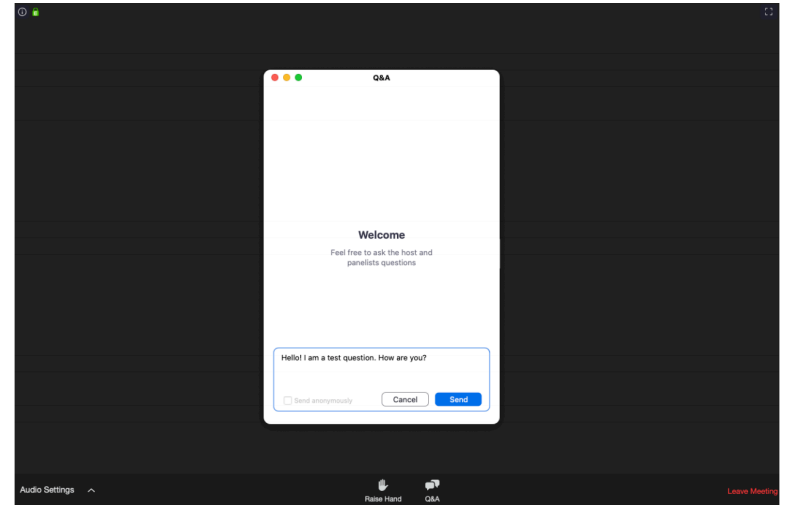 Q&A
Welcome
Feel free to ask the host and
panelists questions
Hello! I am a test question. How are you?
Send anonymously
Cancel
Send
Audio Settings
Raise Hand
Q&A
Leave Meeting